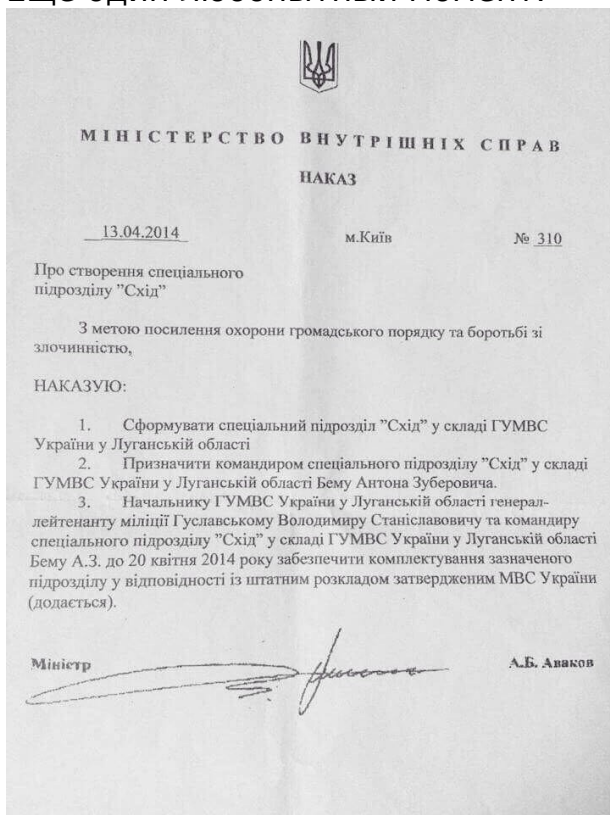 Еще один любопытный момент:
МІНІСТЕРСТВО ВНУТРІШНІХ СПРАВ
НАКАЗ
13.04.2014 м.Київ № 310
Про створення спеціального
підрозділу ”Схід”
З метою посилення охорони громадського порядку та боротьбі зі
злочинністю,
НАКАЗУЮ:
1. Сформувати спеціальний підрозділ ”Схід” у складі ГУМВС
України у Луганській області
2. Призначити командиром спеціального підрозділу ”Схід” у складі
ГУМВС України у Луганській області Бему Антона Зуберовича.
3. Начальнику ГУМВС України у Луганській області генерал-
лейтенанту міліції Гуславському Володимиру Станіславовичу та командиру
спеціального підрозділу ”Схід” у складі ГУМВС України у Луганській області
Бему А.З. до 20 квітня 2014 року забезпечити комплектування зазначеного
підрозділу у відповідності із штатним розкладом затвердженим МВС України
(додається).
Міністр А.Б. Аваков